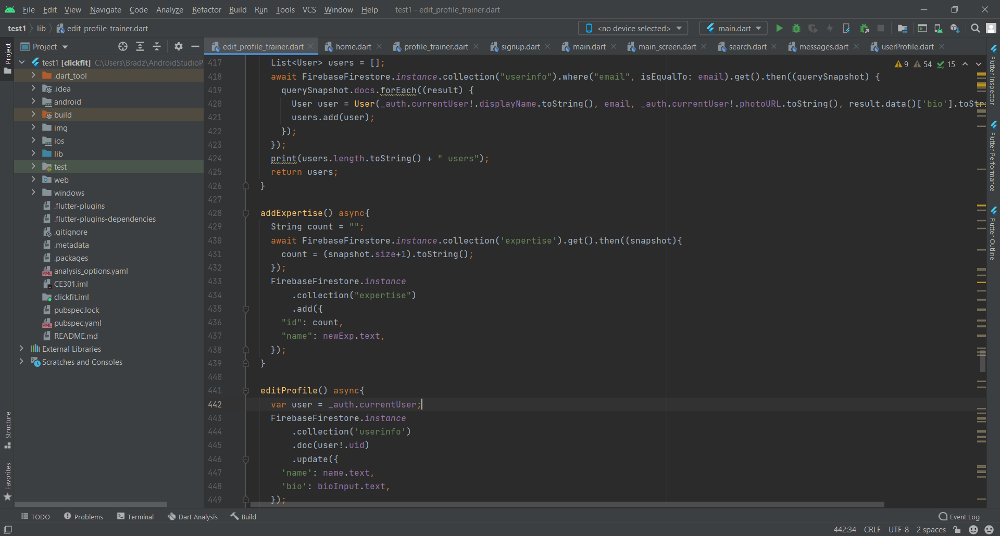 File Edit View Navigate Code Analyze Refactor Build Run Tools VCS Window Help test1 - edit_profile_trainer.dart
test1 lib edit_profile_trainer.dart <no device selected> main.dart
Project
edit_profile_trainer.dart home.dart profile_trainer.dart signup.dart main.dart main_screen.dart search.dart messages.dart userProfile.dart
Project
Structure
Favorites
test1 [clickfit] C:\Users\Bradz\AndroidStudioP
.dart_tool
.idea
android
build
img
ios
lib
test
web
windows
.flutter-plugins
.flutter-plugins-dependencies
.gitignore
.metadata
.packages
analysis_options.yaml
CE301.iml
clickfit.iml
pubspec.lock
pubspec.yaml
README.md
External Libraries
Scratches and Consoles
9 54 15
417 List<User> users = [];
418 await FirebaseFirestore.instance.collection("userinfo").where("email", isEqualTo: email).get().then((querySnapshot) {
419 querySnapshot.docs.forEach((result) {
420 User user = User(_auth.currentUser!.displayName.toString(), email, _auth.currentUser!.photoURL.toString(), result.data()['bio'].toStr
421 users.add(user);
422 });
423 });
424 print(users.length.toString() + " users");
425 return users;
426 }
427
428 addExpertise() async{
429 String count = "";
430 await FirebaseFirestore.instance.collection('expertise').get().then((snapshot){
431 count = (snapshot.size+1).toString();
432 });
433 FirebaseFirestore.instance
434 .collection("expertise")
435 .add({
436 "id": count,
437 "name": newExp.text,
438 });
439 }
440
441 editProfile() async{
442 var user = _auth.currentUser;
443 FirebaseFirestore.instance
444 .collection('userinfo')
445 .doc(user!.uid)
446 .update({
447 'name': name.text,
448 'bio': bioInput.text,
449 });
Flutter Inspector
Flutter Performance
Flutter Outline
TODO Problems Terminal Dart Analysis Build Event Log
442:34 CRLF UTF-8 2 spaces